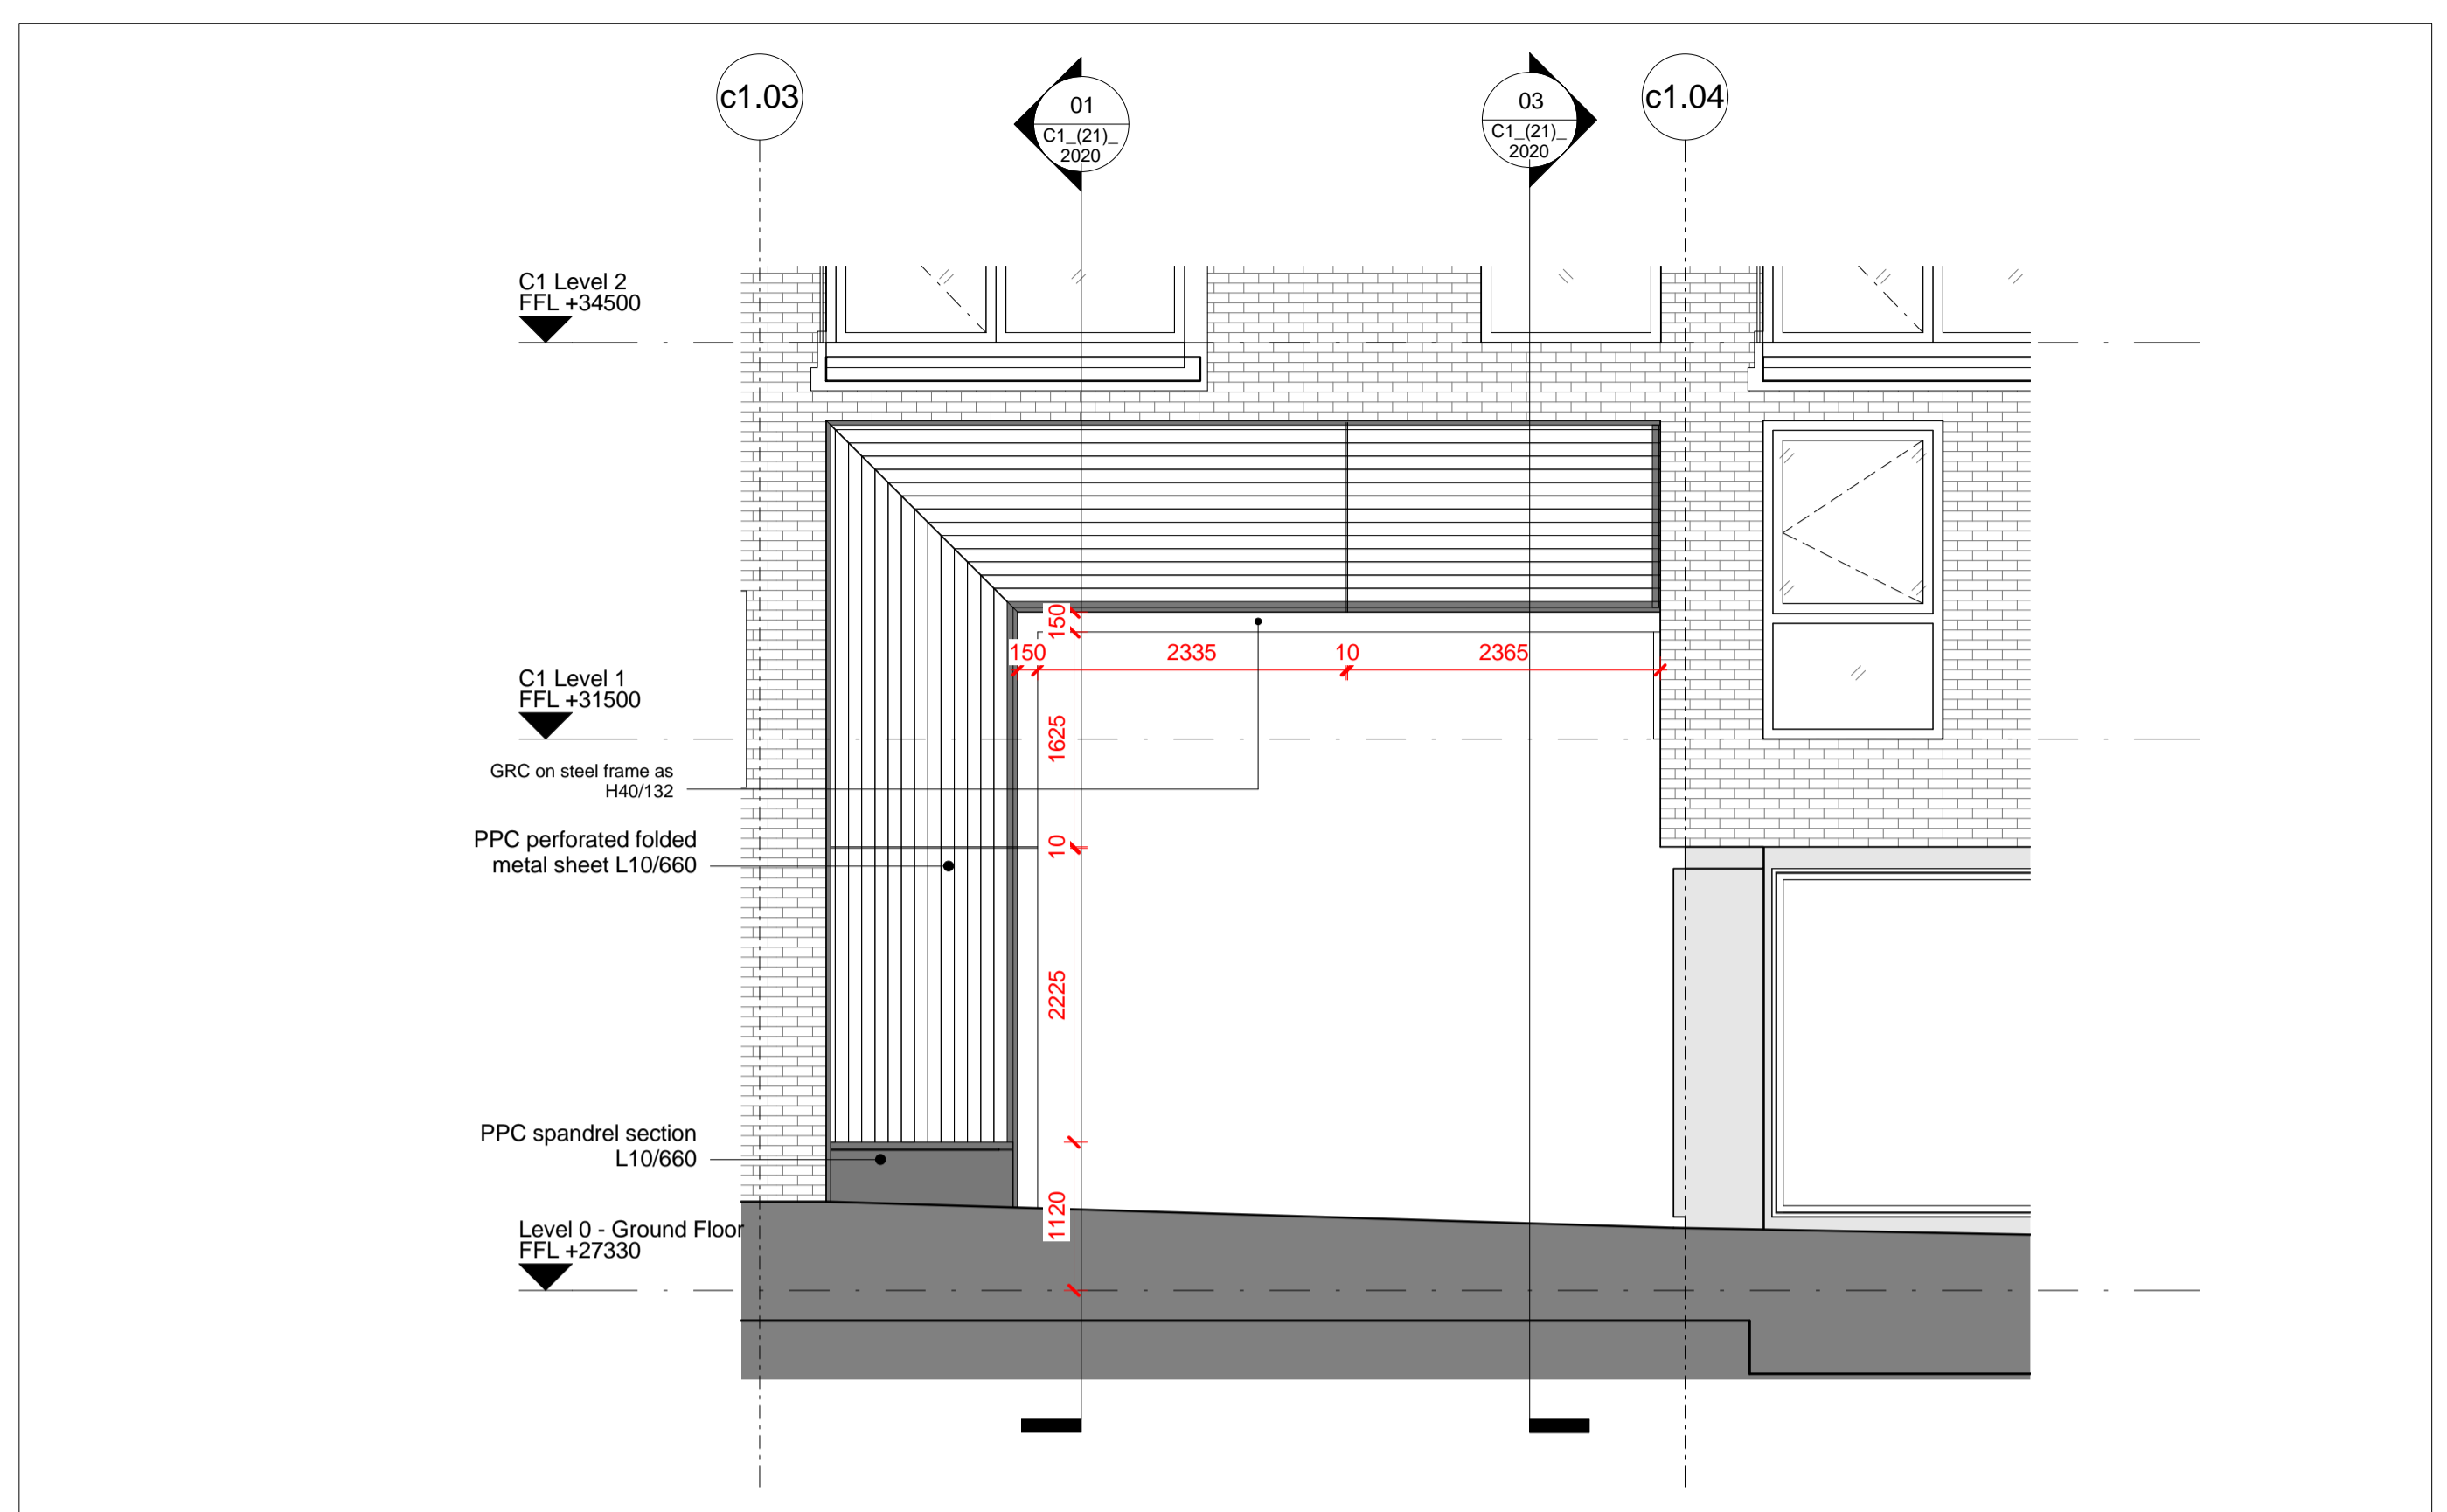 c1.03
01
C1_(21)_
2020
03
C1_(21)_
2020
c1.04
C1 Level 2
FFL +34500
150
150
2335
10
2365
C1 Level 1
FFL +31500
1625
GRC on steel frame as
H40/132
PPC perforated folded
metal sheet L10/660
10
2225
PPC spandrel section
L10/660
1120
Level 0 - Ground Floor
FFL +27330